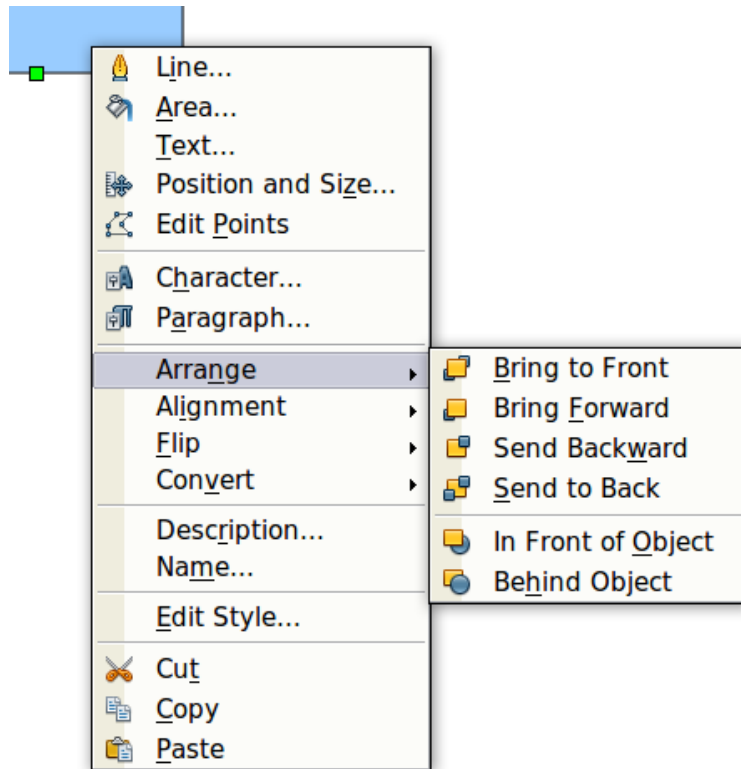 Line...
Area...
Text...
Position and Size...
Edit Points
Character...
Paragraph...
Arrange
Alignment
Flip
Convert
Description...
Name...
Edit Style...
Cut
Copy
Paste
Bring to Front
Bring Forward
Send Backward
Send to Back
In Front of Object
Behind Object